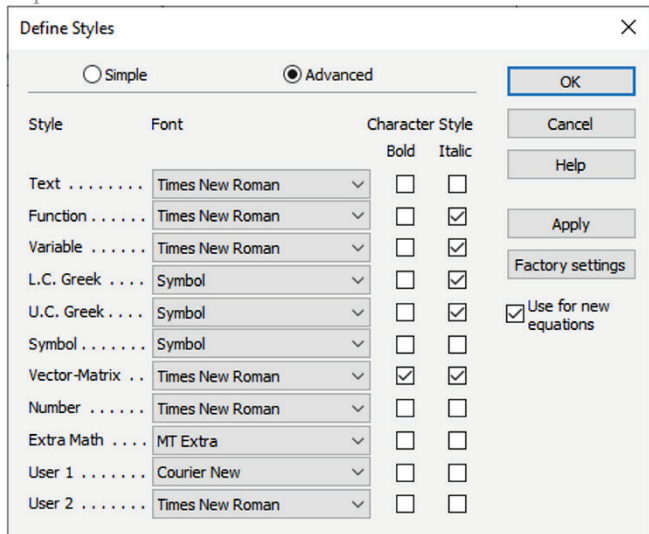 Define Styles
Simple Advanced OK
Style Font Character Style Cancel
Bold Italic
Help
Text . . . . . . . . Times New Roman
Function . . . . . . Times New Roman Apply
Variable . . . . . . Times New Roman
L.C. Greek . . . . Symbol Factory settings
U.C. Greek . . . . Symbol Use for new
equations
Symbol . . . . . . . Symbol
Vector-Matrix . . Times New Roman
Number . . . . . . Times New Roman
Extra Math . . . . MT Extra
User 1 . . . . . . . Courier New
User 2 . . . . . . . Times New Roman